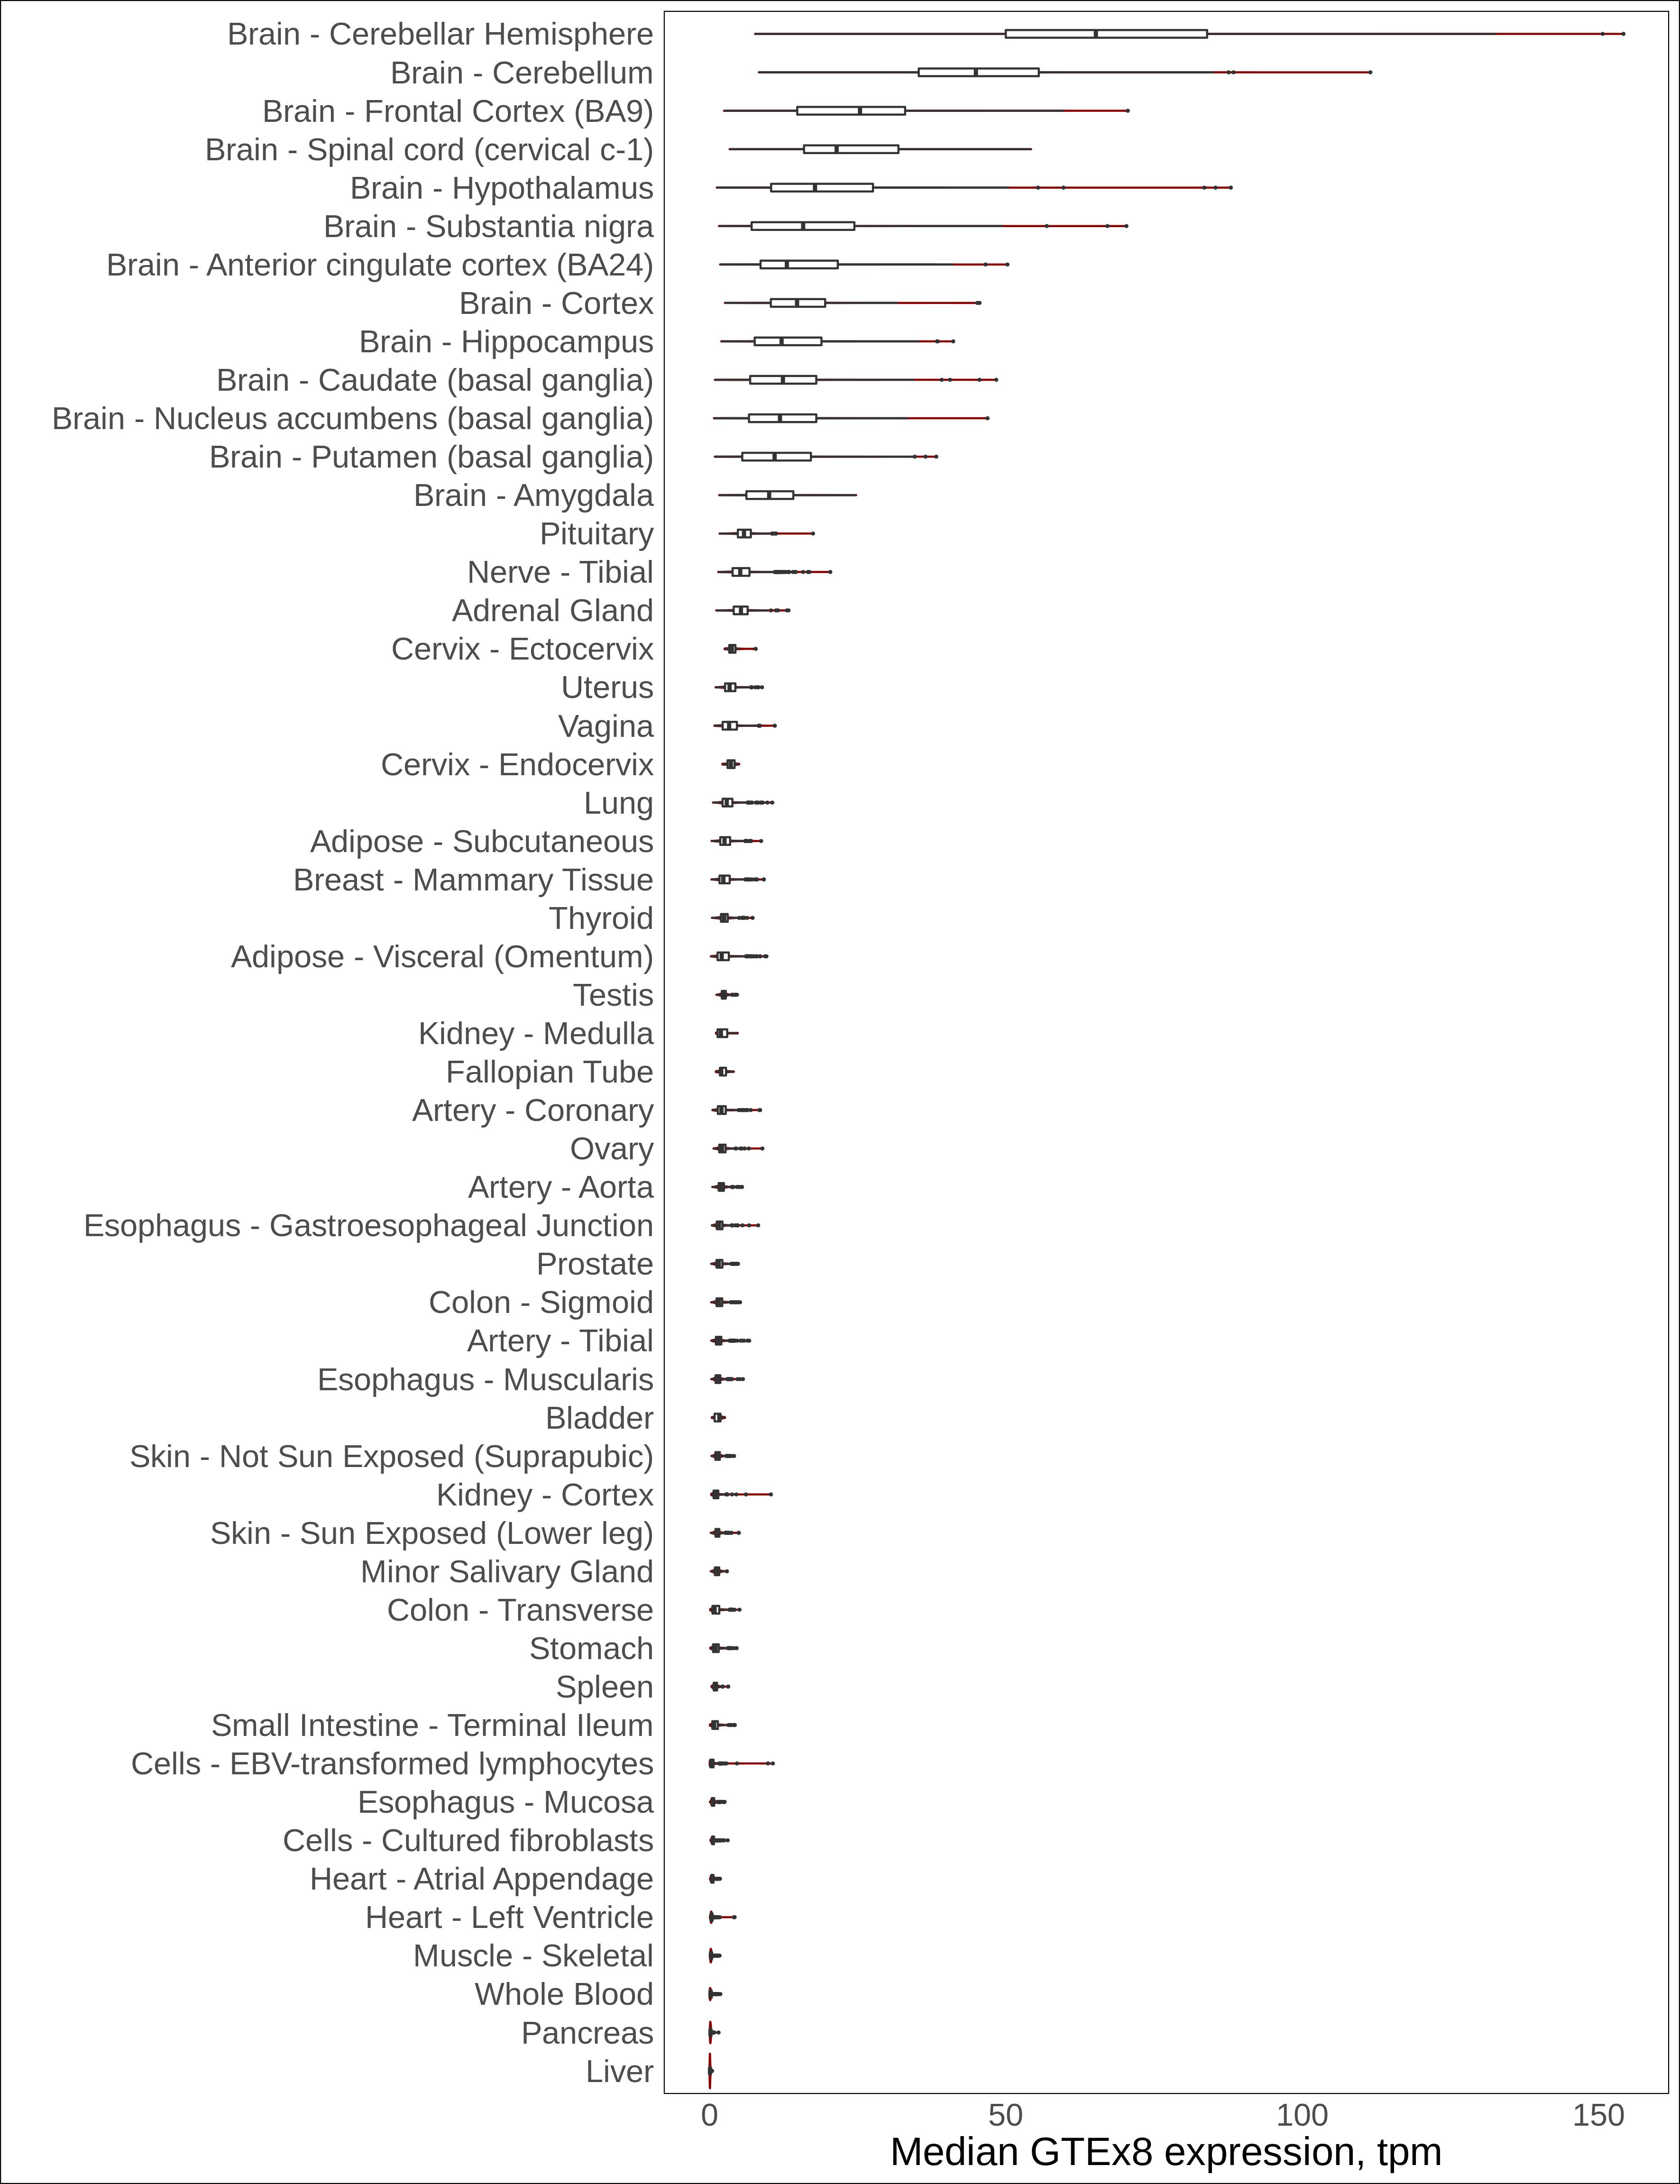 Brain - Cerebellar Hemisphere
Brain - Cerebellum
Brain - Frontal Cortex (BA9)
Brain - Spinal cord (cervical c-1)
Brain - Hypothalamus
Brain - Substantia nigra
Brain - Anterior cingulate cortex (BA24)
Brain - Cortex
Brain - Hippocampus
Brain - Caudate (basal ganglia)
Brain - Nucleus accumbens (basal ganglia)
Brain - Putamen (basal ganglia)
Brain - Amygdala
Pituitary
Nerve - Tibial
Adrenal Gland
Cervix - Ectocervix
Uterus
Vagina
Cervix - Endocervix
Lung
Adipose - Subcutaneous
Breast - Mammary Tissue
Thyroid
Adipose - Visceral (Omentum)
Testis
Kidney - Medulla
Fallopian Tube
Artery - Coronary
Ovary
Artery - Aorta
Esophagus - Gastroesophageal Junction
Prostate
Colon - Sigmoid
Artery - Tibial
Esophagus - Muscularis
Bladder
Skin - Not Sun Exposed (Suprapubic)
Kidney - Cortex
Skin - Sun Exposed (Lower leg)
Minor Salivary Gland
Colon - Transverse
Stomach
Spleen
Small Intestine - Terminal Ileum
Cells - EBV-transformed lymphocytes
Esophagus - Mucosa
Cells - Cultured fibroblasts
Heart - Atrial Appendage
Heart - Left Ventricle
Muscle - Skeletal
Whole Blood
Pancreas
Liver
0 50 100 150
Median GTEx8 expression, tpm